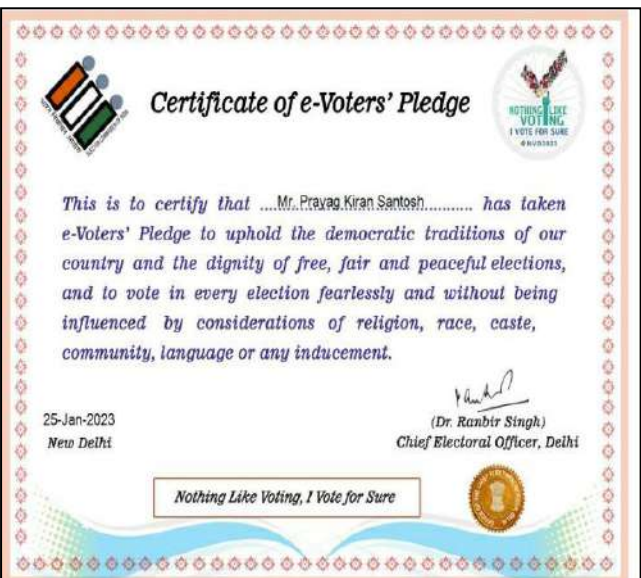 Certificate of e-Voters' Pledge
NOTHING LIKE
VOTING
I VOTE FOR SURE
This is to certify that ....Mr. Prayag Kiran Santosh........... has taken
e-Voters' Pledge to uphold the democratic traditions of our
country and the dignity of free, fair and peaceful elections,
and to vote in every election fearlessly and without being
influenced by considerations of religion, race, caste,
community, language or any inducement.
25-Jan-2023
New Delhi
(Dr. Ranbir Singh)
Chief Electoral Officer, Delhi
Nothing Like Voting, I Vote for Sure